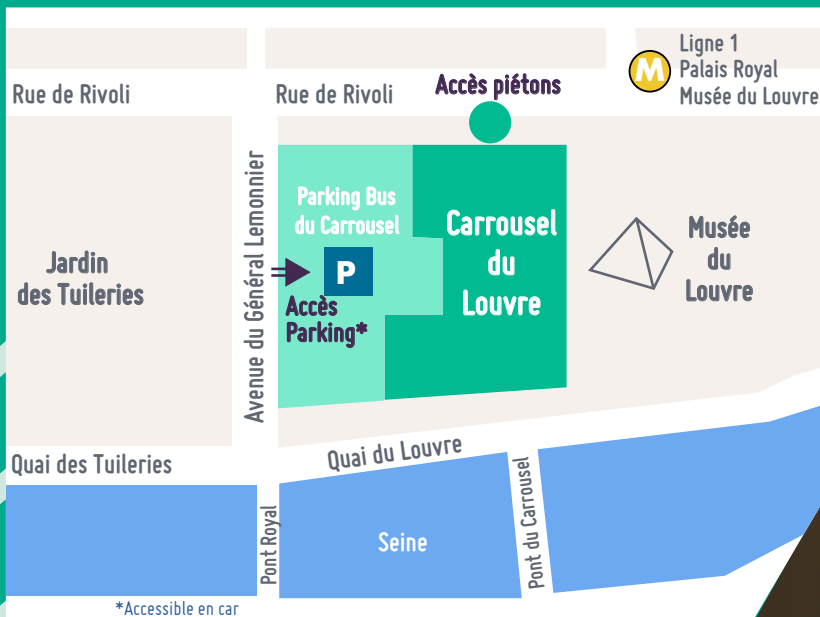 Ligne 1
Palais Royal
Musée du Louvre
M
Rue de Rivoli
Rue de Rivoli
Accès piétons
Avenue du Général Lemonnier
Parking Bus
du Carrousel
P
Accès
Parking*
Carrousel
du
Louvre
Musée
du
Louvre
Jardin
des Tuileries
Quai des Tuileries
Quai du Louvre
Pont Royal
Seine
Pont du Carrousel
*Accessible en car